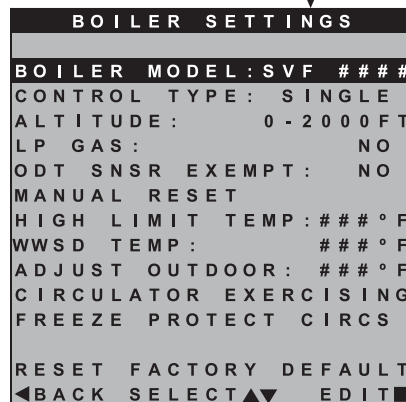 BOILER SETTINGS
BOILER MODEL:SVF ####
CONTROL TYPE: SINGLE
ALTITUDE: 0-2000FT
LP GAS: NO
ODT SNSR EXEMPT: NO
MANUAL RESET
HIGH LIMIT TEMP:###°F
WWSD TEMP: ###°F
ADJUST OUTDOOR: ###°F
CIRCULATOR EXERCISING
FREEZE PROTECT CIRCS
RESET FACTORY DEFAULT
◀BACK SELECT▲▼ EDIT■